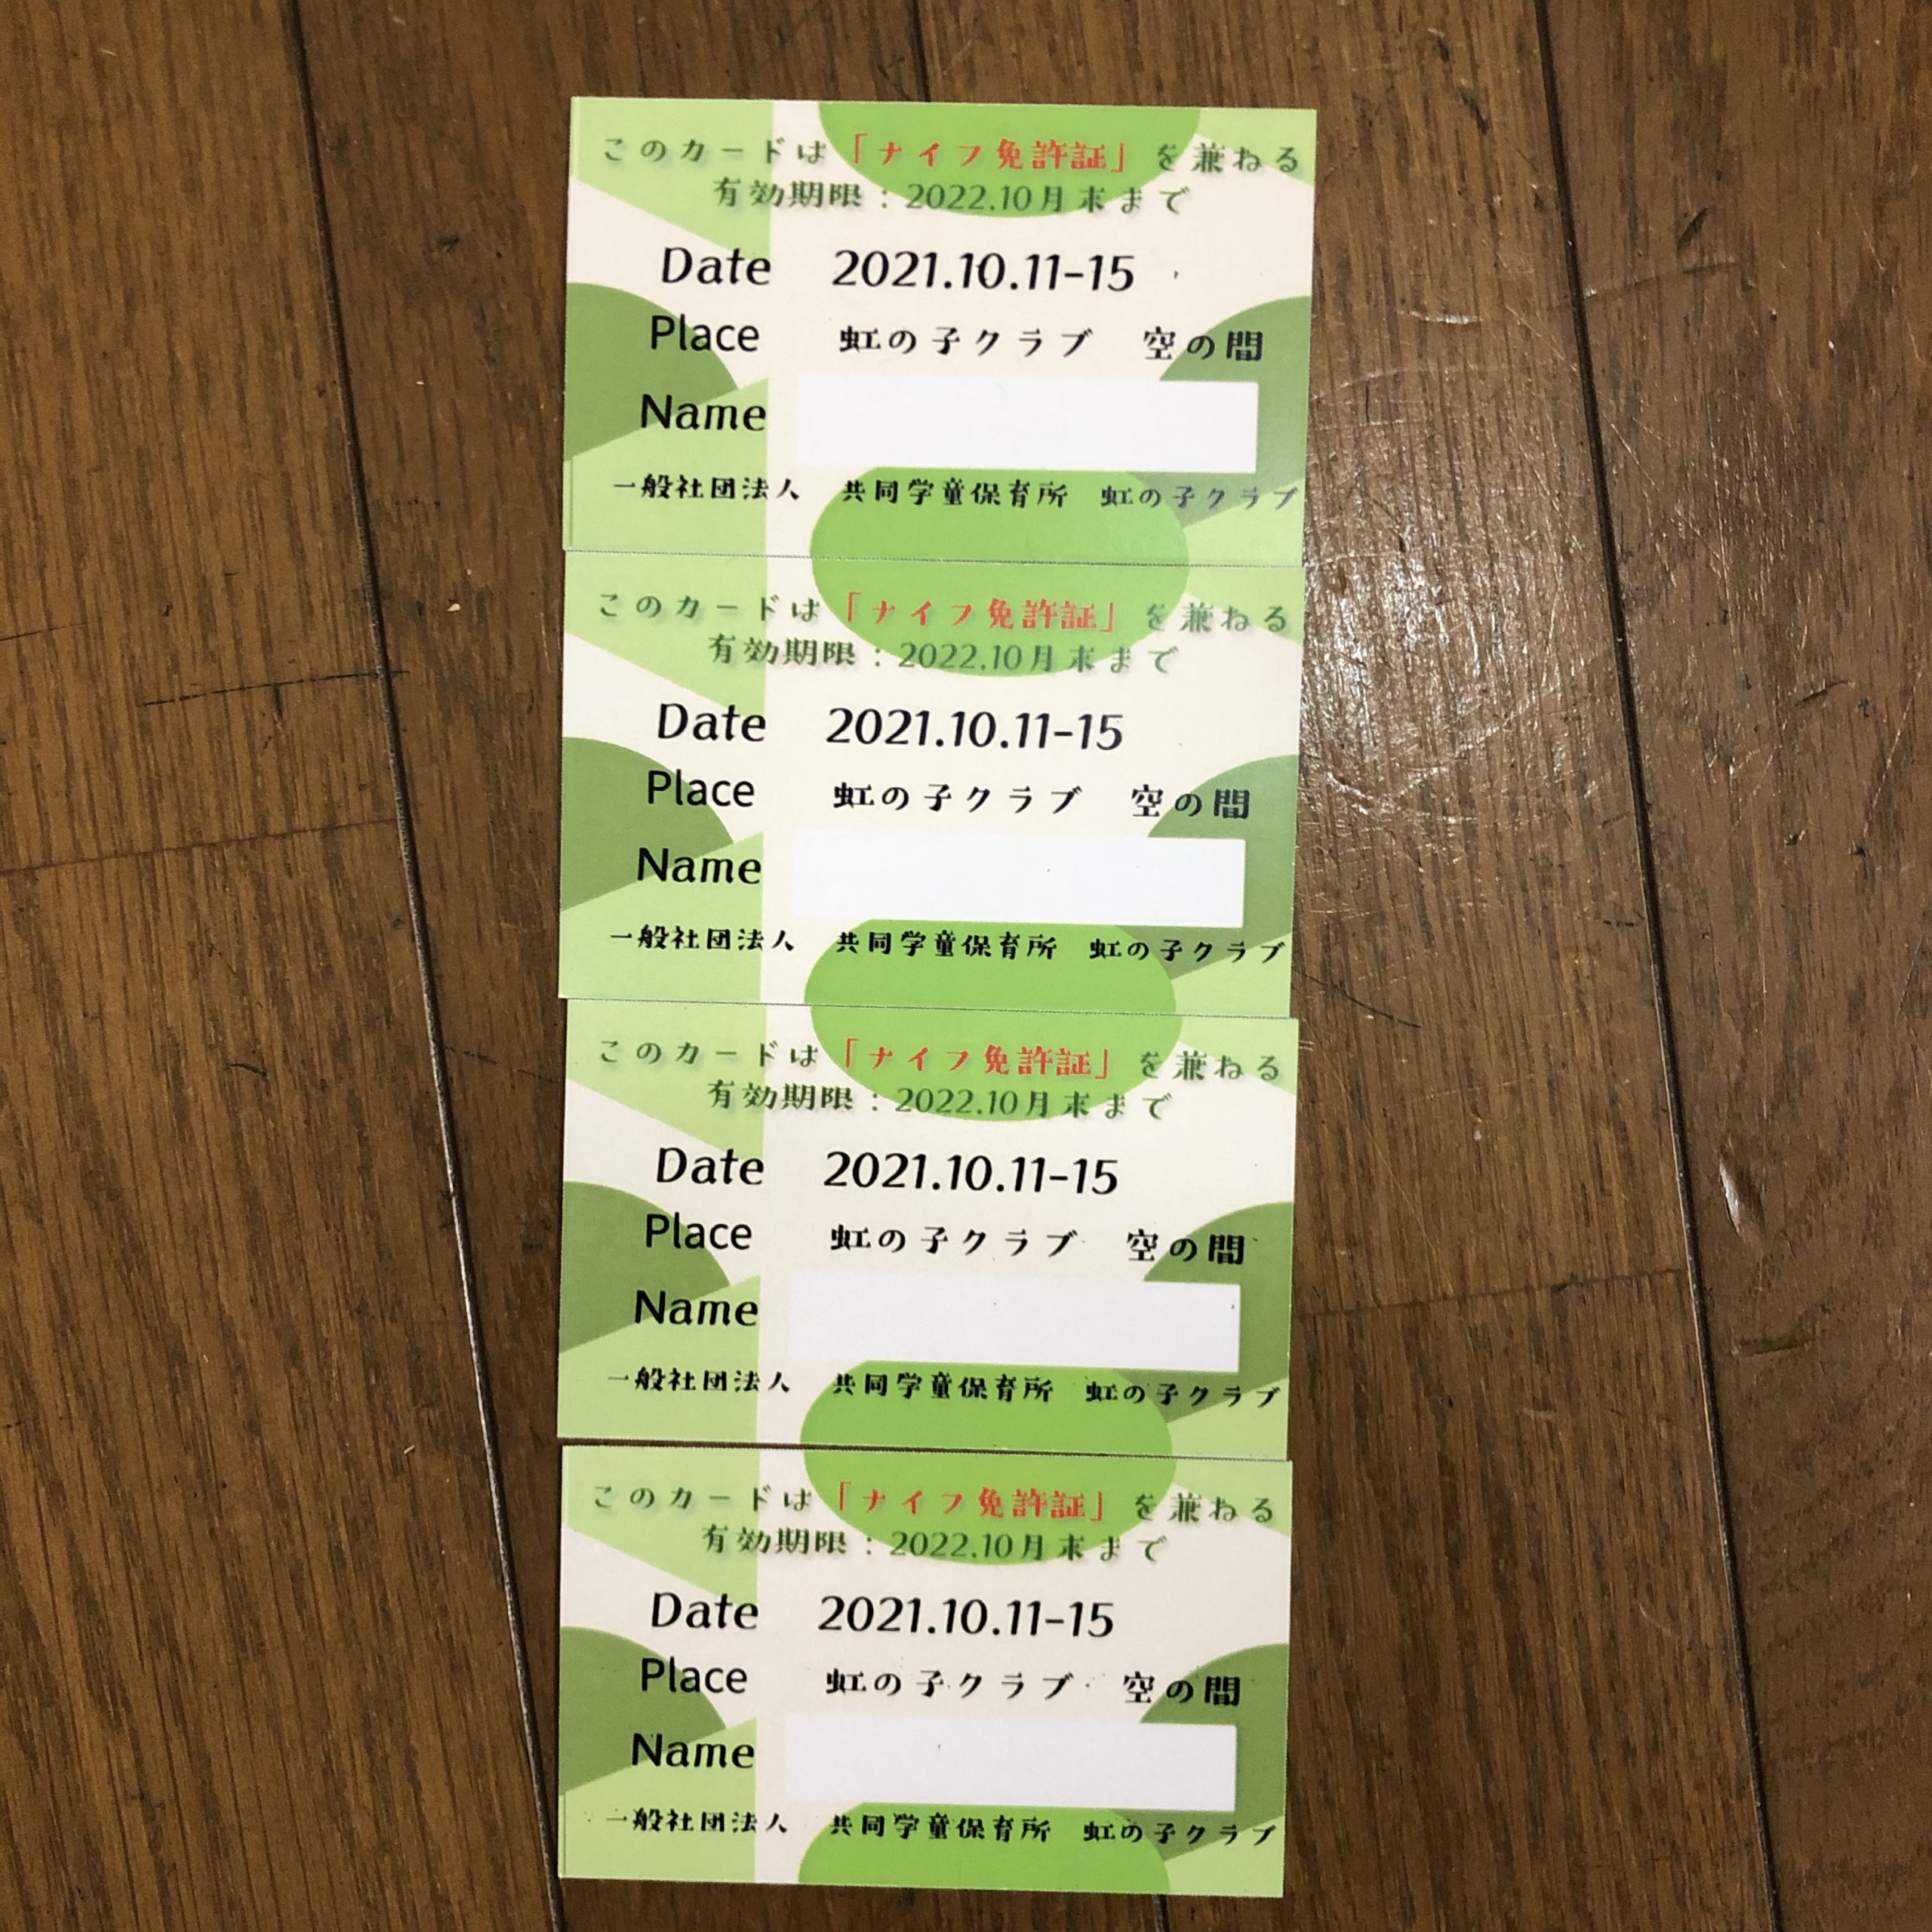 このカードは「ナイフ免許証」を兼ねる
有効期限：2022.10月末まで
Date 2021.10.11-15
Place 虹の子クラブ 空の間
Name
一般社団法人 共同学童保育所 虹の子クラブ
このカードは「ナイフ免許証」を兼ねる
有効期限：2022.10月末まで
Date 2021.10.11-15
Place 虹の子クラブ 空の間
Name
一般社団法人 共同学童保育所 虹の子クラブ
このカードは「ナイフ免許証」を兼ねる
有効期限：2022.10月末まで
Date 2021.10.11-15
Place 虹の子クラブ 空の間
Name
一般社団法人 共同学童保育所 虹の子クラブ
このカードは「ナイフ免許証」を兼ねる
有効期限：2022.10月末まで
Date 2021.10.11-15
Place 虹の子クラブ 空の間
Name
一般社団法人 共同学童保育所 虹の子クラブ